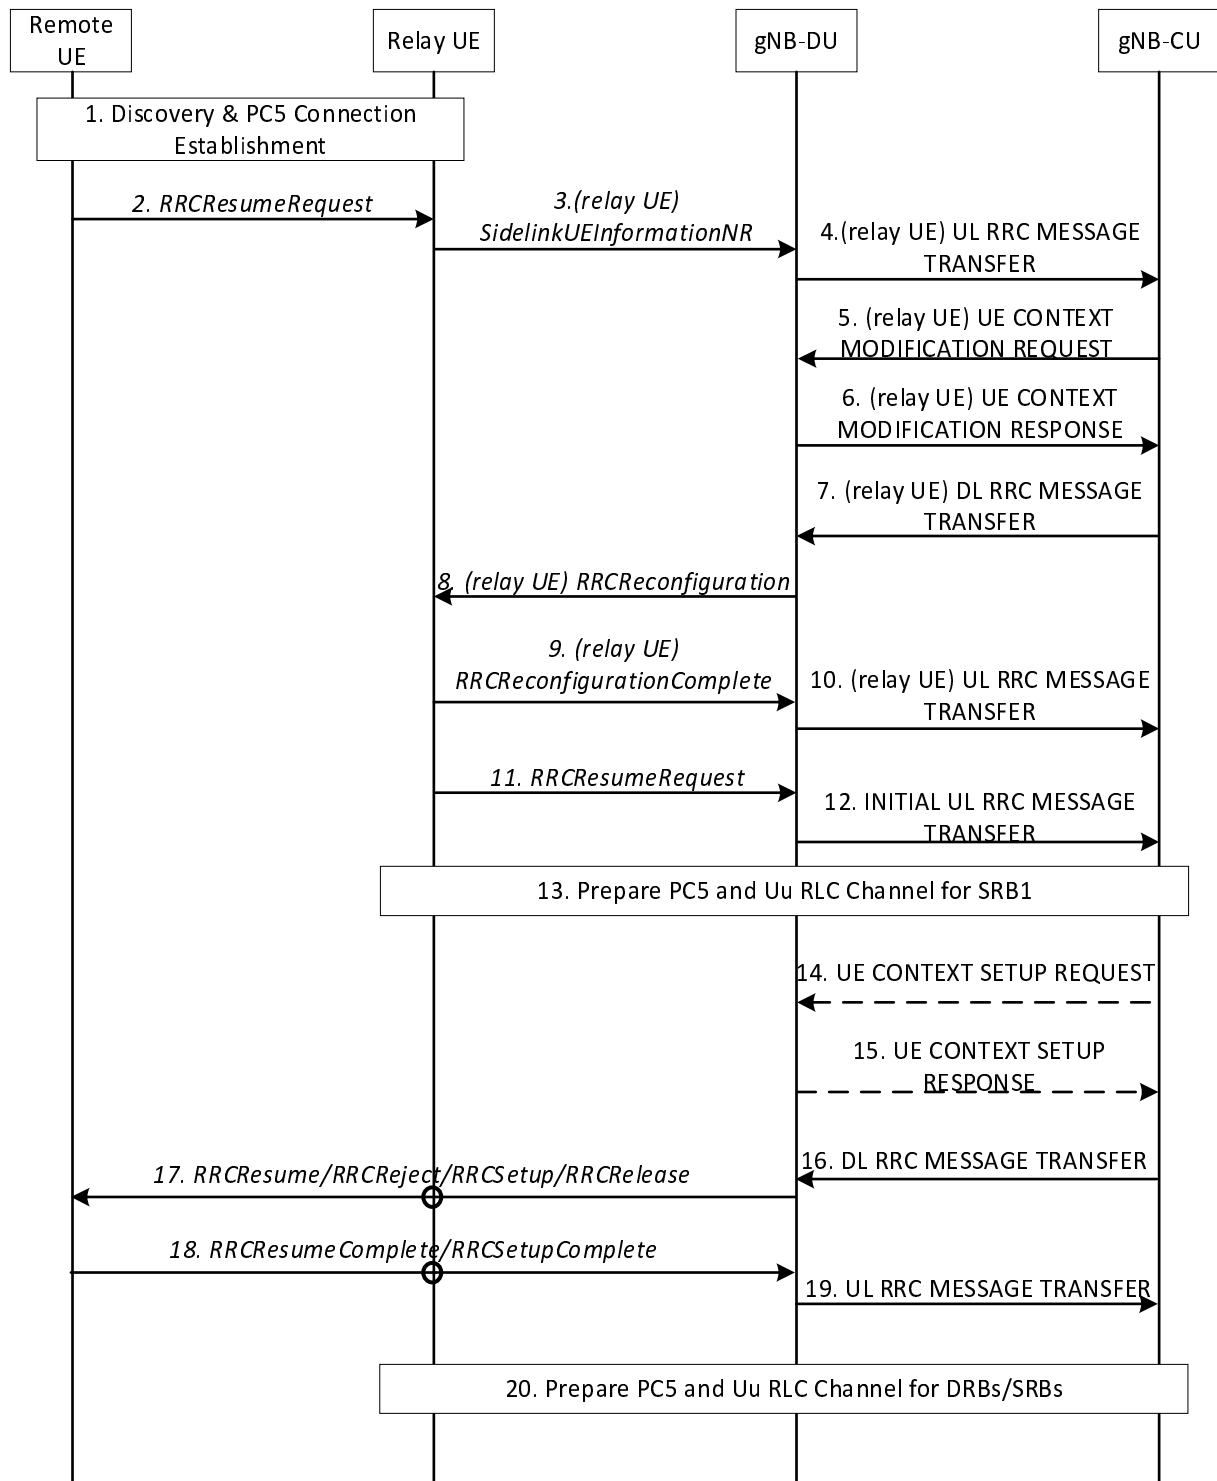 Remote
UE
Relay UE
gNB-DU
gNB-CU
1. Discovery & PC5 Connection
Establishment
2. RRCResumeRequest
3.(relay UE)
SidelinkUEInformationNR
4.(relay UE) UL RRC MESSAGE
TRANSFER
5. (relay UE) UE CONTEXT
MODIFICATION REQUEST
6. (relay UE) UE CONTEXT
MODIFICATION RESPONSE
7. (relay UE) DL RRC MESSAGE
TRANSFER
8. (relay UE) RRCReconfiguration
9. (relay UE)
RRCReconfigurationComplete
10. (relay UE) UL RRC MESSAGE
TRANSFER
11. RRCResumeRequest
12. INITIAL UL RRC MESSAGE
TRANSFER
13. Prepare PC5 and Uu RLC Channel for SRB1
14. UE CONTEXT SETUP REQUEST
15. UE CONTEXT SETUP
RESPONSE
16. DL RRC MESSAGE TRANSFER
17. RRCResume/RRCReject/RRCSetup/RRCRelease
18. RRCResumeComplete/RRCSetupComplete
19. UL RRC MESSAGE TRANSFER
20. Prepare PC5 and Uu RLC Channel for DRBs/SRBs